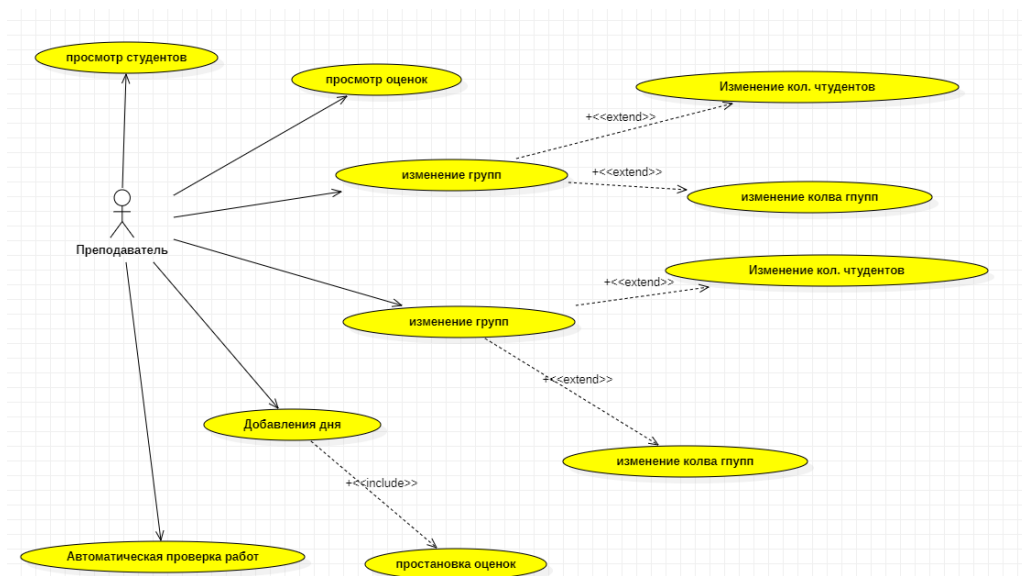 просмотр студентов
просмотр оценок
Изменение кол. чтудентов
+<<extend>>
изменение групп
+<<extend>>
изменение колва гпупп
Преподаватель
Изменение кол. чтудентов
+<<extend>>
изменение групп
+<<extend>>
Добавления дня
изменение колва гпупп
+<<include>>
Автоматическая проверка работ
простановка оценок